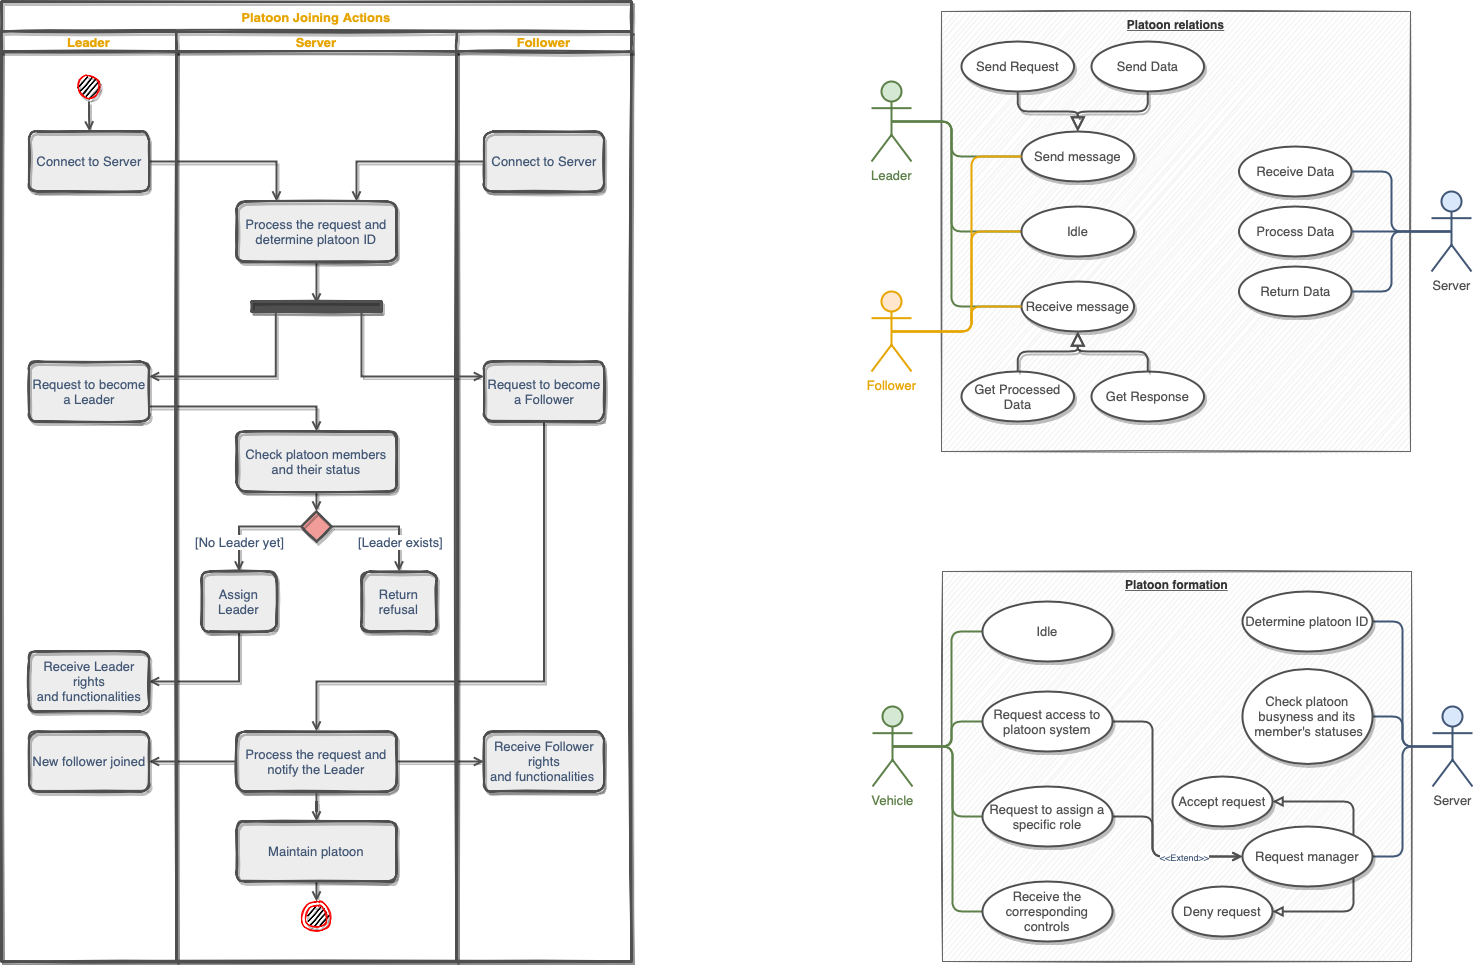 Platoon Joining Actions
Leader
Server
Follower
Connect to Server
Connect to Server
Process the request and
determine platoon ID
Request to become
a Leader
Request to become
a Follower
Check platoon members
and their status
[No Leader yet]
[Leader exists]
Assign
Leader
Return
refusal
Receive Leader
rights
and functionalities
New follower joined
Process the request and
notify the Leader
Receive Follower
rights
and functionalities
Maintain platoon
Platoon relations
Send Request
Send Data
Leader
Send message
Receive Data
Idle
Process Data
Server
Receive message
Return Data
Follower
Get Processed
Data
Get Response
Platoon formation
Idle
Determine platoon ID
Request access to
platoon system
Check platoon
busyness and its
member's statuses
Vehicle
Server
Request to assign a
specific role
Accept request
<<Extend>>
Request manager
Receive the
corresponding
controls
Deny request